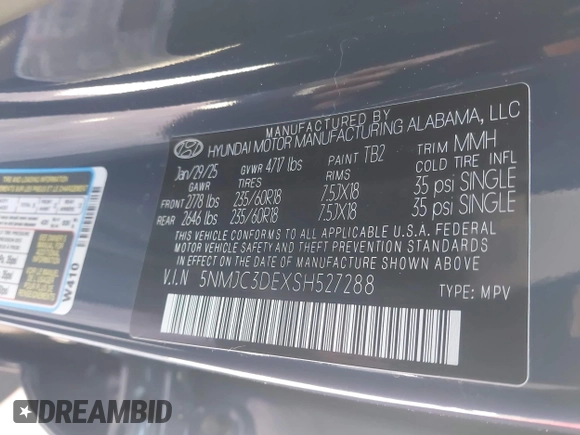 MANUFACTURED BY
HYUNDAI MOTOR MANUFACTURING ALABAMA, LLC
Jan/29/25 GVWR 4717 lbs PAINT TB2 TRIM MMH
GAWR TIRES RIMS COLD TIRE INFL
FRONT 2778 lbs 235/60R18 7.5JX18 35 psi SINGLE
REAR 2646 lbs 235/60R18 7.5JX18 35 psi SINGLE
THIS VEHICLE CONFORMS TO ALL APPLICABLE U.S.A. FEDERAL
MOTOR VEHICLE SAFETY AND THEFT PREVENTION STANDARDS
IN EFFECT ON THE DATE OF MANUFACTURE SHOWN ABOVE.
V.I.N 5NMJC3DEXSH527288
TYPE: MPV
W410
DREAMBID